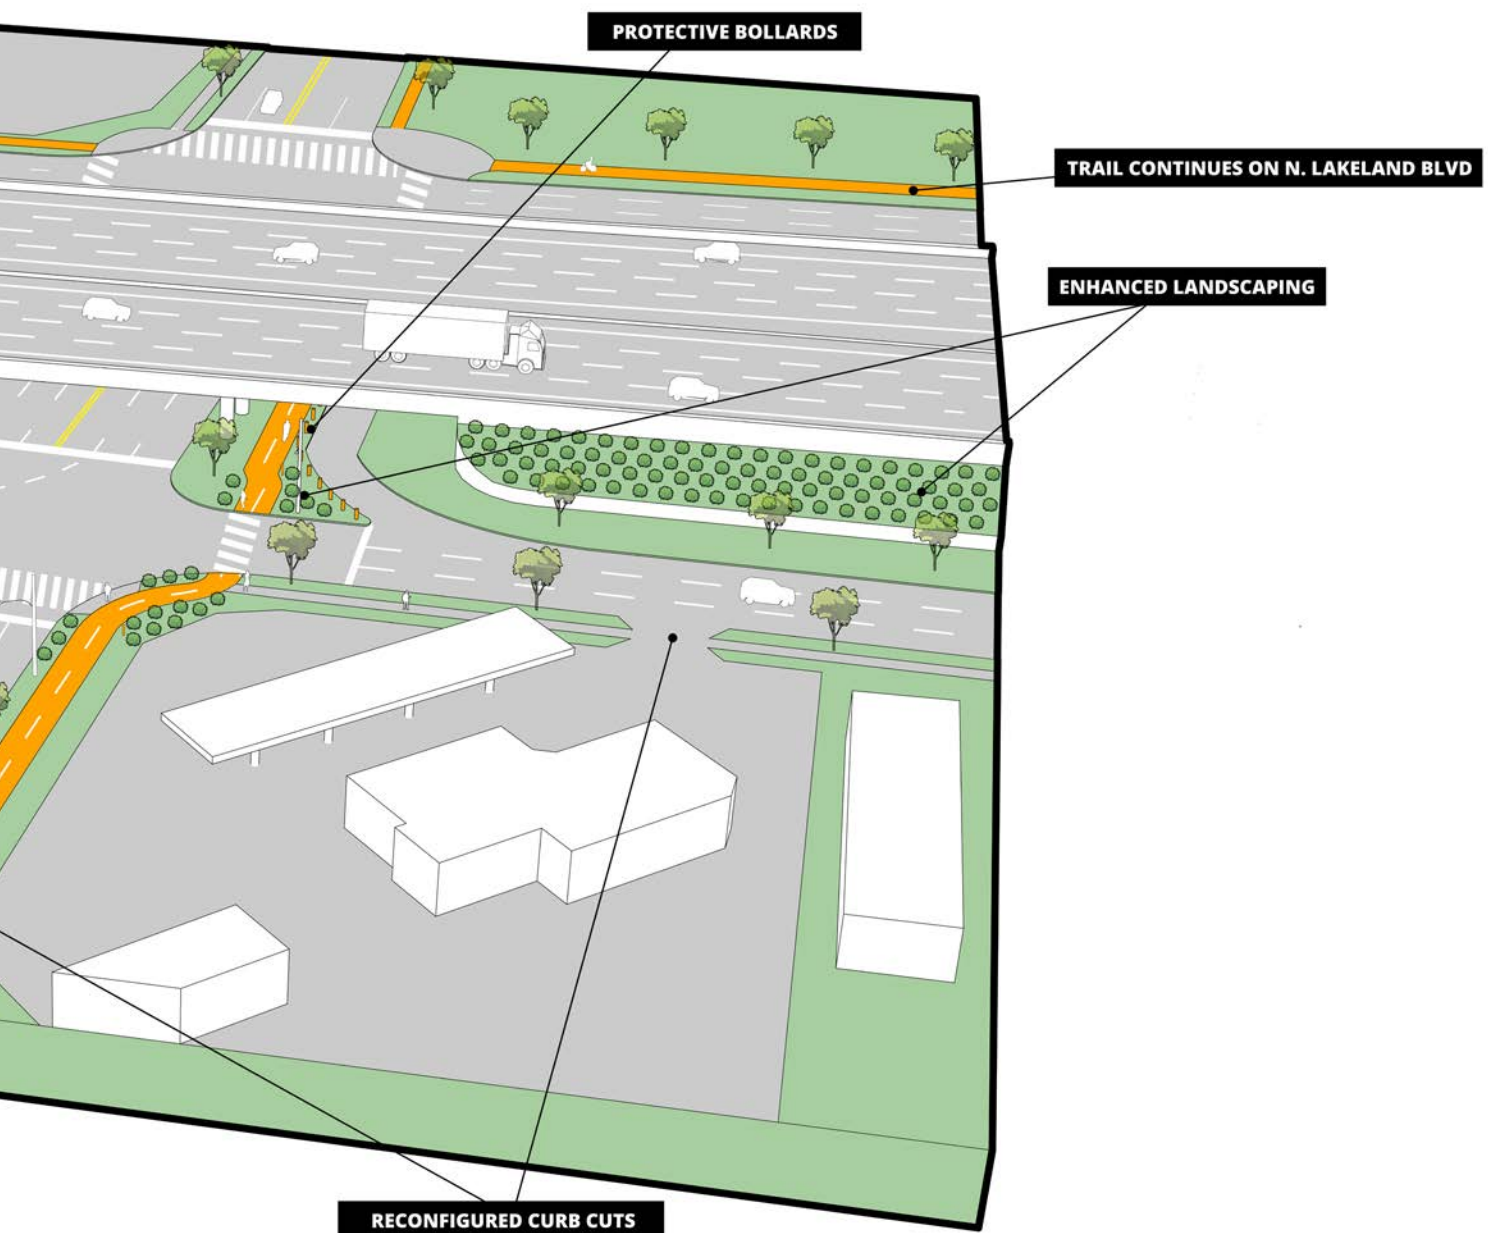 PROTECTIVE BOLLARDS
TRAIL CONTINUES ON N. LAKELAND BLVD
ENHANCED LANDSCAPING
RECONFIGURED CURB CUTS